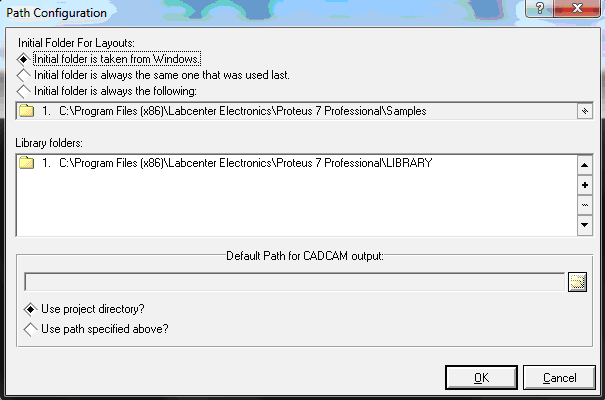 Path Configuration
Initial Folder For Layouts:
Initial folder is taken from Windows.
Initial folder is always the same one that was used last.
Initial folder is always the following:
1. C:\Program Files (x86)\Labcenter Electronics\Proteus 7 Professional\Samples
Library folders:
1. C:\Program Files (x86)\Labcenter Electronics\Proteus 7 Professional\LIBRARY
Default Path for CADCAM output:
Use project directory?
Use path specified above?
OK Cancel